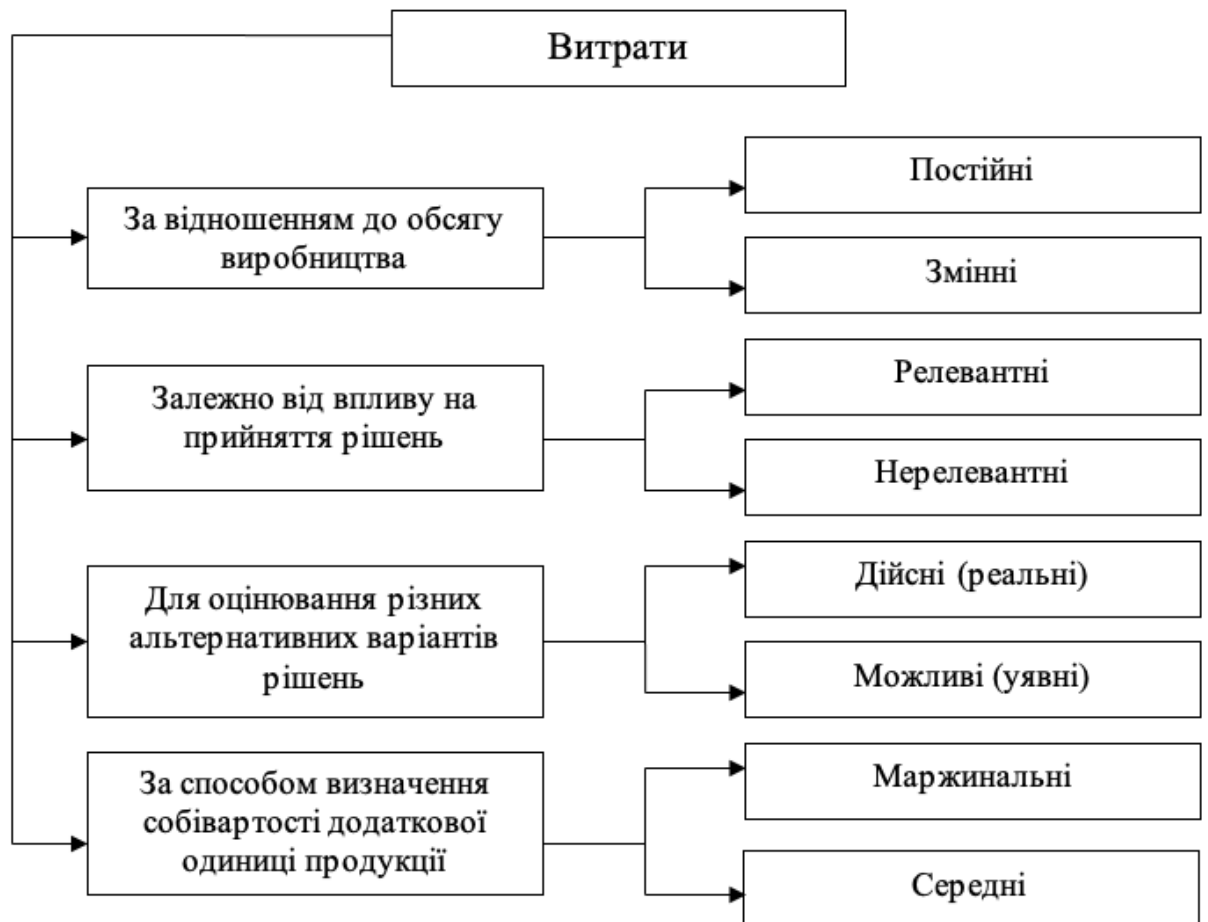 Витрати
За відношенням до обсягу
виробництва
Постійні
Змінні
Залежно від впливу на
прийняття рішень
Релевантні
Нерелевантні
Для оцінювання різних
альтернативних варіантів
рішень
Дійсні (реальні)
Можливі (уявні)
За способом визначення
собівартості додаткової
одиниці продукції
Маржинальні
Середні